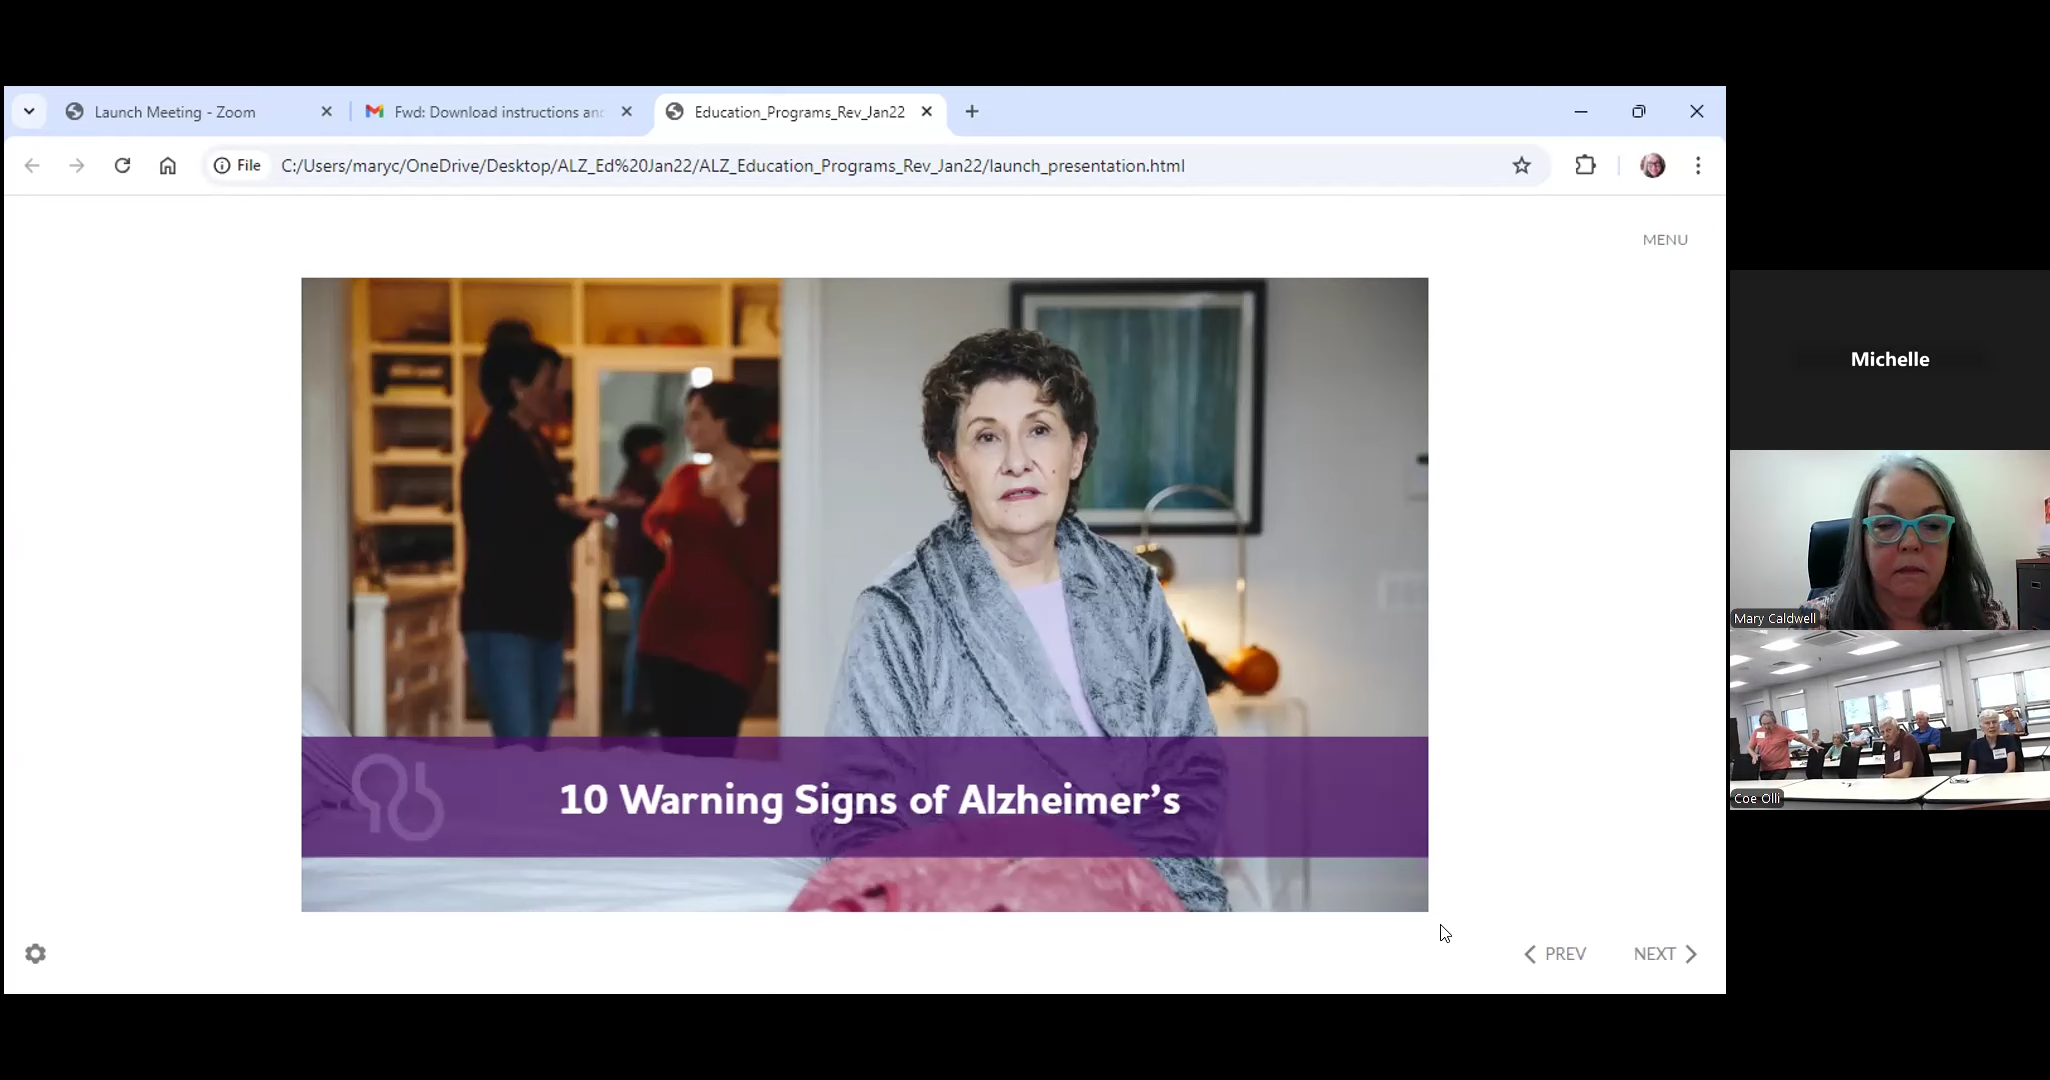 Launch Meeting - Zoom
Fwd: Download instructions an
Education_Programs_Rev_Jan22
File
C:/Users/maryc/OneDrive/Desktop/ALZ_Ed%20Jan22/ALZ_Education_Programs_Rev_Jan22/launch_presentation.html
MENU
10 Warning Signs of Alzheimer’s
PREV
NEXT
Michelle
Mary Caldwell
Coe Olli